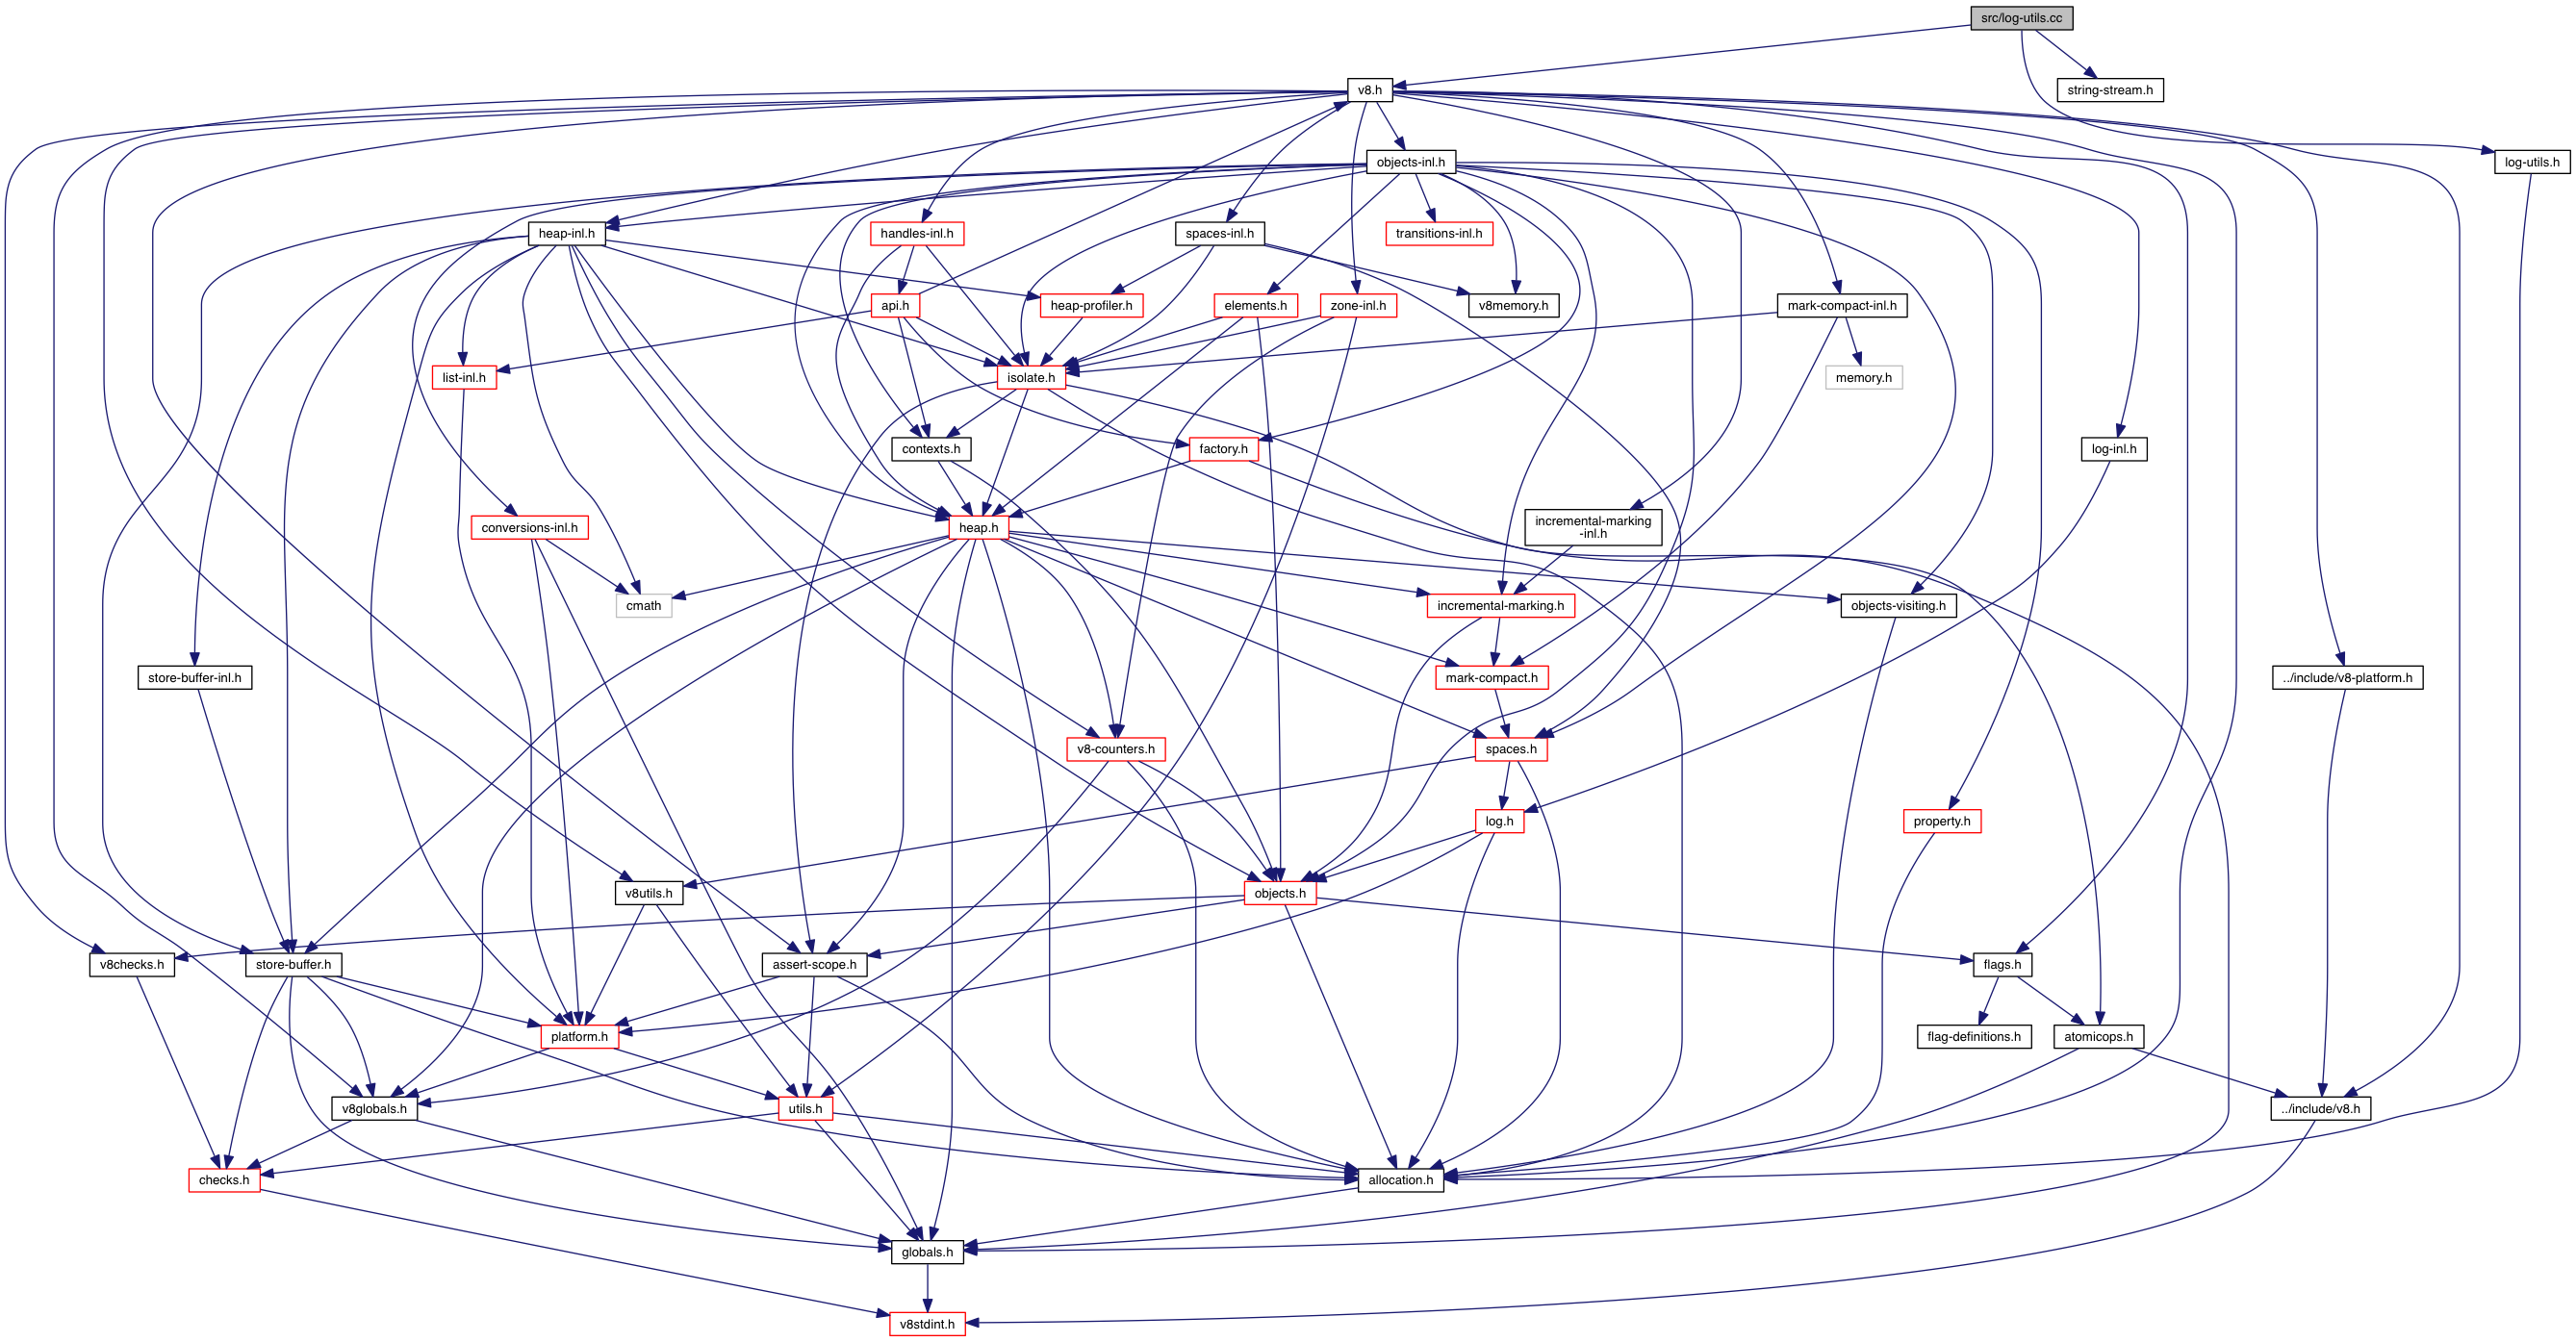 src/log-utils.cc
v8.h
string-stream.h
objects-inl.h
log-utils.h
heap-inl.h
handles-inl.h
spaces-inl.h
transitions-inl.h
api.h
heap-profiler.h
elements.h
zone-inl.h
v8memory.h
mark-compact-inl.h
list-inl.h
isolate.h
memory.h
contexts.h
factory.h
log-inl.h
conversions-inl.h
heap.h
incremental-marking
-inl.h
cmath
incremental-marking.h
objects-visiting.h
store-buffer-inl.h
mark-compact.h
../include/v8-platform.h
v8-counters.h
spaces.h
log.h
property.h
v8utils.h
objects.h
v8checks.h
store-buffer.h
assert-scope.h
flags.h
platform.h
flag-definitions.h
atomicops.h
v8globals.h
utils.h
../include/v8.h
checks.h
allocation.h
globals.h
v8stdint.h